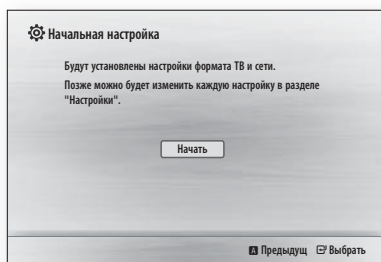 Начальная настройка
Будут установлены настройки формата ТВ и сети.
Позже можно будет изменить каждую настройку в разделе
"Настройки".
Начать
A Предыдущ Выбрать